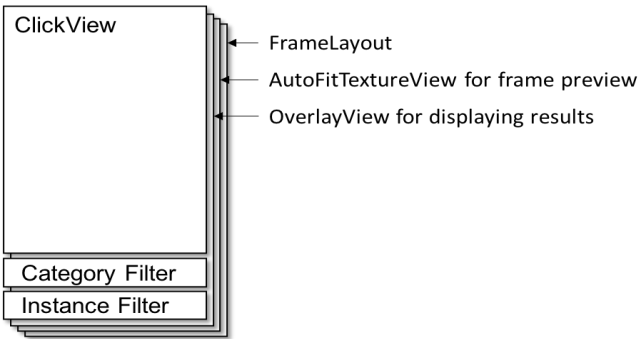 ClickView
FrameLayout
AutoFitTextureView for frame preview
OverlayView for displaying results
Category Filter
Instance Filter